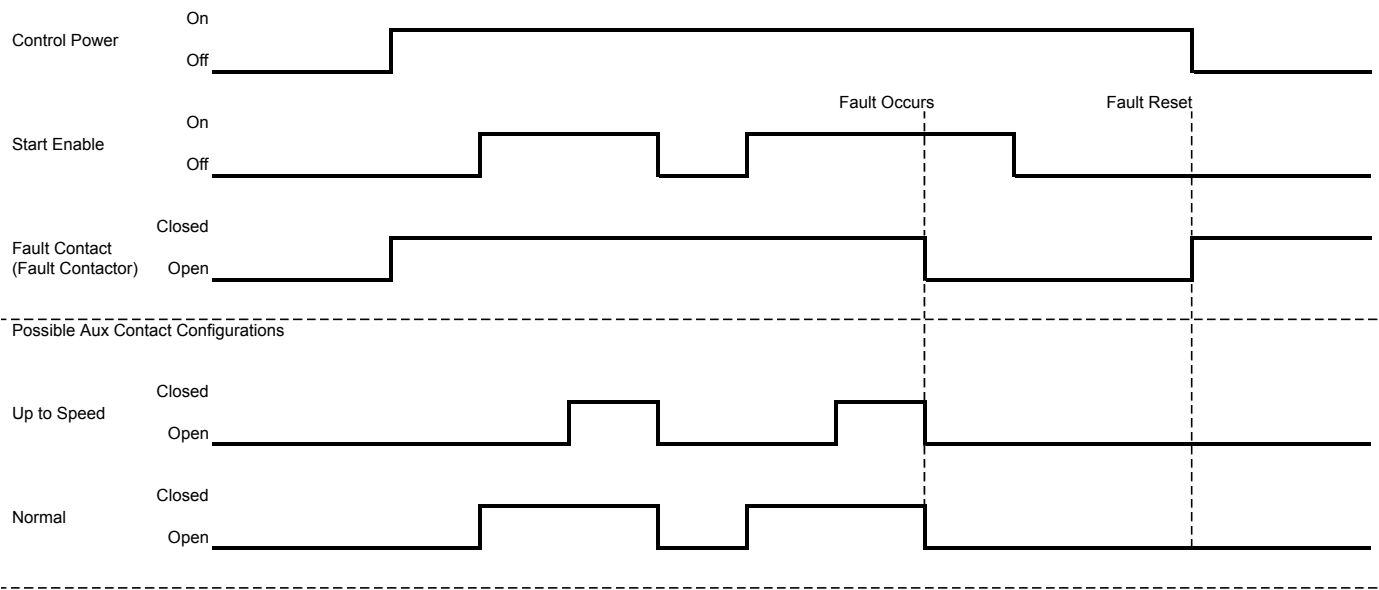 On
Control Power
Off
Fault Occurs
Fault Reset
On
Start Enable
Off
Closed
Fault Contact
(Fault Contactor)
Open
Possible Aux Contact Configurations
Closed
Up to Speed
Open
Closed
Normal
Open